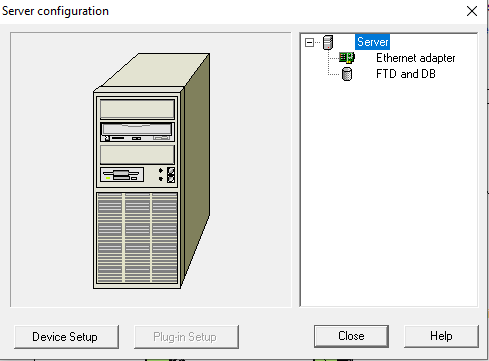 Server configuration
Server
Ethernet adapter
FTD and DB
Device Setup
Plug-in Setup
Close
Help